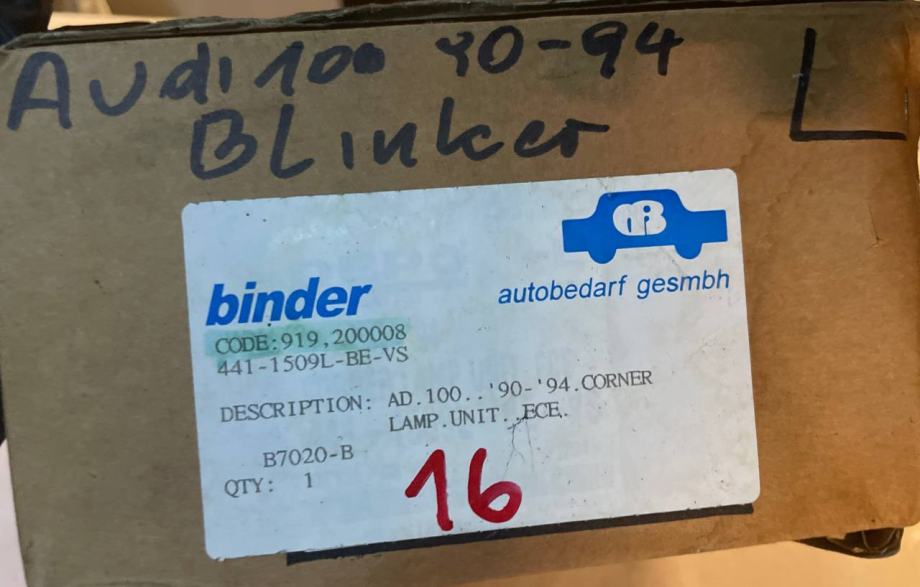 Audi 100 90-94 L
Blinker
binder
autobedarf gesmbh
CODE:919,200008
441-1509L-BE-VS
DESCRIPTION: AD.100..'90-'94.CORNER
LAMP.UNIT..ECE.
B7020-B
QTY: 1
16